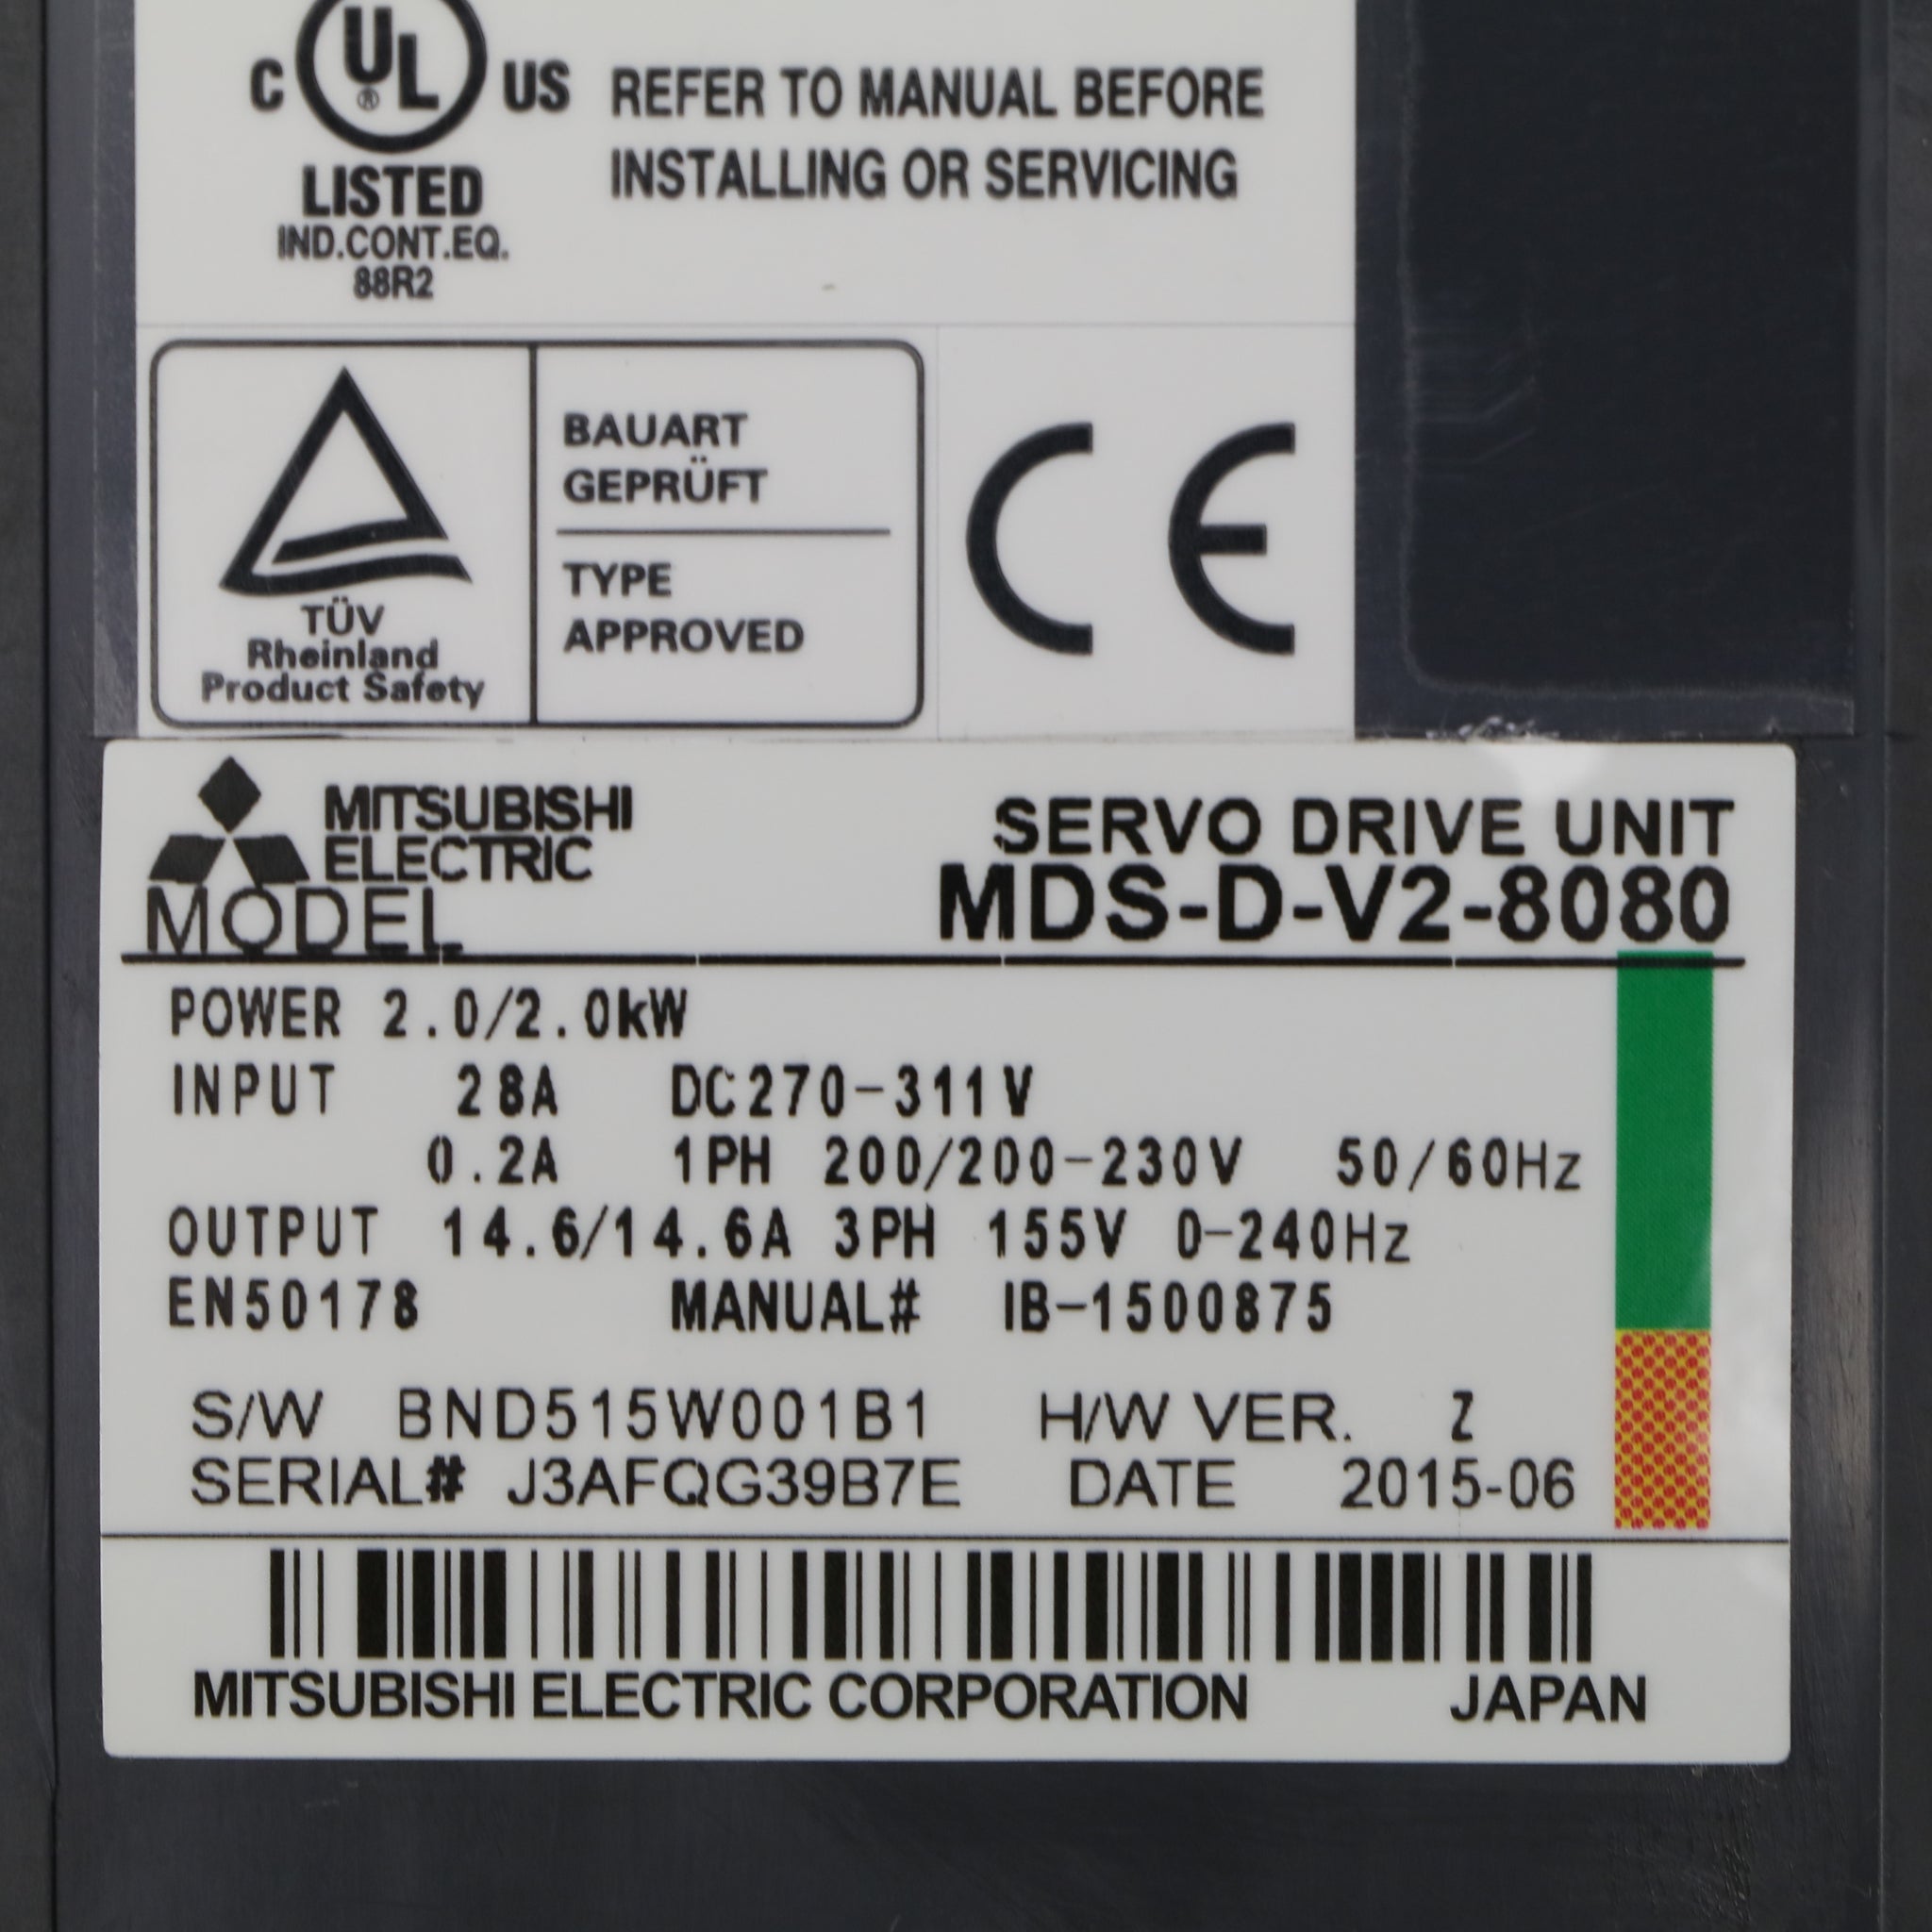 C UL® US
REFER TO MANUAL BEFORE
INSTALLING OR SERVICING
LISTED
IND.CONT.EQ.
88R2
TÜV
Rheinland
Product Safety
BAUART
GEPRÜFT
TYPE
APPROVED
CE
MITSUBISHI
ELECTRIC
SERVO DRIVE UNIT
MODEL MDS-D-V2-8080
POWER 2.0/2.0kW
INPUT 28A DC270-311V
0.2A 1PH 200/200-230V 50/60Hz
OUTPUT 14.6/14.6A 3PH 155V 0-240Hz
EN50178 MANUAL# IB-1500875
S/W BND515W001B1 H/W VER. Z
SERIAL# J3AFQG39B7E DATE 2015-06
MITSUBISHI ELECTRIC CORPORATION JAPAN